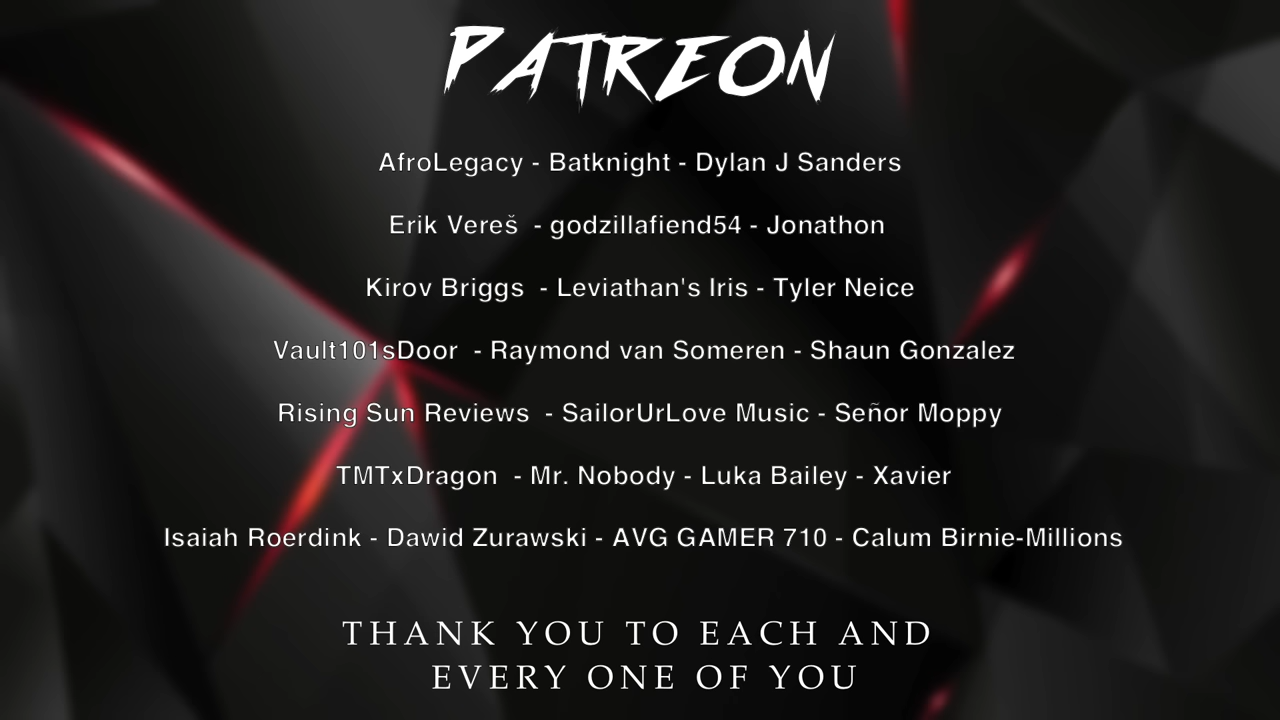 PATREON
AfroLegacy - Batknight - Dylan J Sanders
Erik Vereš - godzillafiend54 - Jonathon
Kirov Briggs - Leviathan's Iris - Tyler Neice
Vault101sDoor - Raymond van Someren - Shaun Gonzalez
Rising Sun Reviews - SailorUrLove Music - Señor Moppy
TMTxDragon - Mr. Nobody - Luka Bailey - Xavier
Isaiah Roerdink - Dawid Zurawski - AVG GAMER 710 - Calum Birnie-Millions
THANK YOU TO EACH AND
EVERY ONE OF YOU